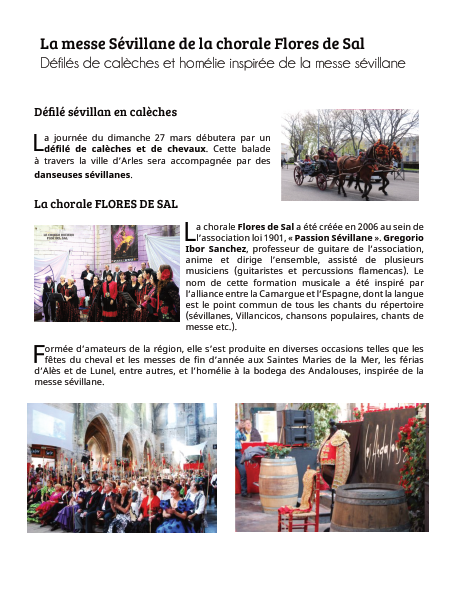 La messe Sévillane de la chorale Flores de Sal
Défilés de calèches et homélie inspirée de la messe sévillane
Défilé sévillan en calèches
La journée du dimanche 27 mars débutera par un
défilé de calèches et de chevaux. Cette balade
à travers la ville d'Arles sera accompagnée par des
danseuses sévillanes.
La chorale FLORES DE SAL
La chorale Flores de Sal a été créée en 2006 au sein de
l'association loi 1901, « Passion Sévillane ». Gregorio
Ibor Sanchez, professeur de guitare de l'association,
anime et dirige l'ensemble, assisté de plusieurs
musiciens (guitaristes et percussions flamencas). Le
nom de cette formation musicale a été inspiré par
l'alliance entre la Camargue et l'Espagne, dont la langue
est le point commun de tous les chants du répertoire
(sévillanes, Villancicos, chansons populaires, chants de
messe etc.).
Formée d'amateurs de la région, elle s'est produite en diverses occasions telles que les
fêtes du cheval et les messes de fin d'année aux Saintes Maries de la Mer, les férias
d'Alès et de Lunel, entre autres, et l'homélie à la bodega des Andalouses, inspirée de la
messe sévillane.